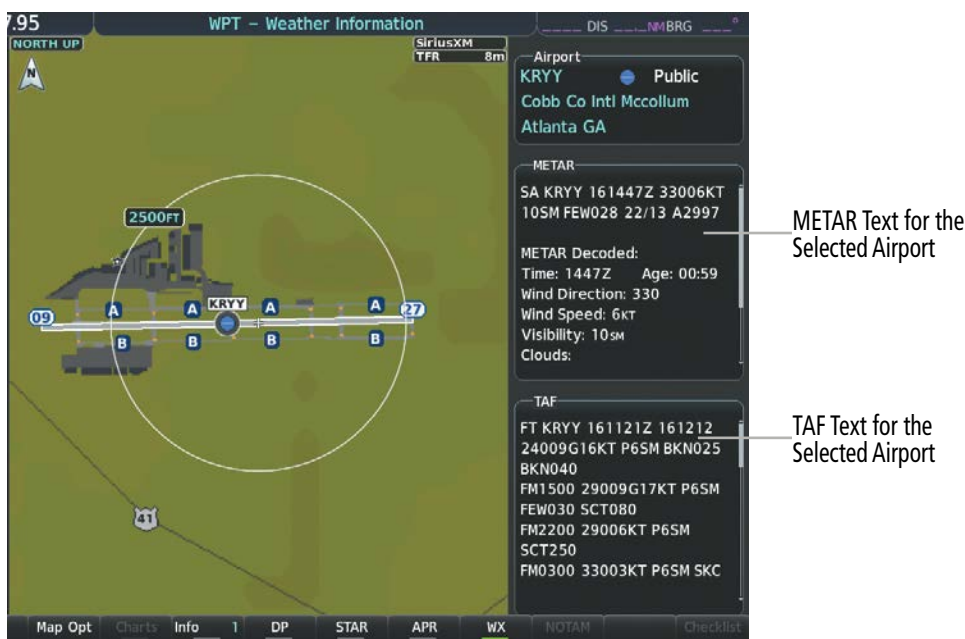 7.95
WPT – Weather Information
____ DIS __._NM BRG ___°
NORTH UP
N
SiriusXM
TFR 8m
2500FT
KRYY
09
27
A A A A
B B B B
41
Airport
KRYY Public
Cobb Co Intl Mccollum
Atlanta GA
METAR
SA KRYY 161447Z 33006KT
10SM FEW028 22/13 A2997
METAR Decoded:
Time: 1447Z Age: 00:59
Wind Direction: 330
Wind Speed: 6KT
Visibility: 10SM
Clouds:
METAR Text for the
Selected Airport
TAF
FT KRYY 161121Z 161212
24009G16KT P6SM BKN025
BKN040
FM1500 29009G17KT P6SM
FEW030 SCT080
FM2200 29006KT P6SM
SCT250
FM0300 33003KT P6SM SKC
TAF Text for the
Selected Airport
Map Opt Charts Info 1 DP STAR APR WX NOTAM Checklist